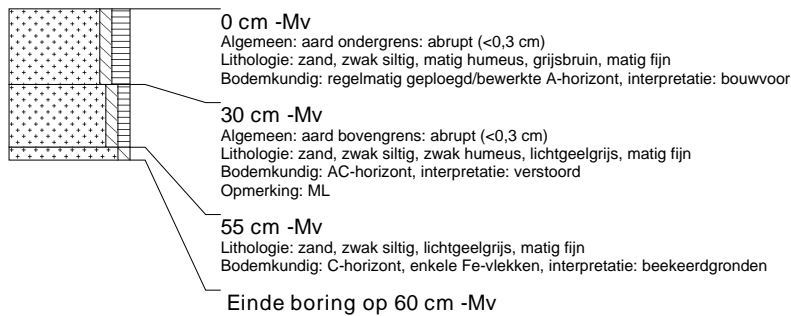 0 cm -Mv
Algemeen: aard ondergrens: abrupt (<0,3 cm)
Lithologie: zand, zwak siltig, matig humeus, grijsbruin, matig fijn
Bodemkundig: regelmatig geploegd/bewerkte A-horizont, interpretatie: bouwvoor
30 cm -Mv
Algemeen: aard bovengrens: abrupt (<0,3 cm)
Lithologie: zand, zwak siltig, zwak humeus, lichtgeelgrijs, matig fijn
Bodemkundig: AC-horizont, interpretatie: verstoord
Opmerking: ML
55 cm -Mv
Lithologie: zand, zwak siltig, lichtgeelgrijs, matig fijn
Bodemkundig: C-horizont, enkele Fe-vlekken, interpretatie: beekeerdgronden
Einde boring op 60 cm -Mv